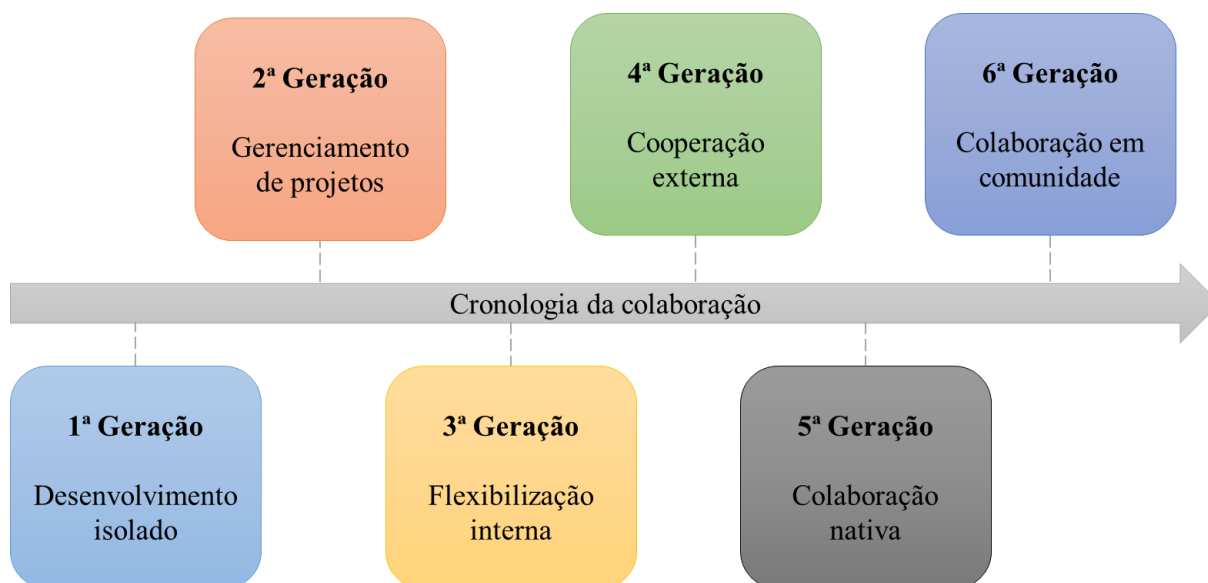 2ª Geração
Gerenciamento
de projetos
4ª Geração
Cooperação
externa
6ª Geração
Colaboração em
comunidade
Cronologia da colaboração
1ª Geração
Desenvolvimento
isolado
3ª Geração
Flexibilização
interna
5ª Geração
Colaboração
nativa